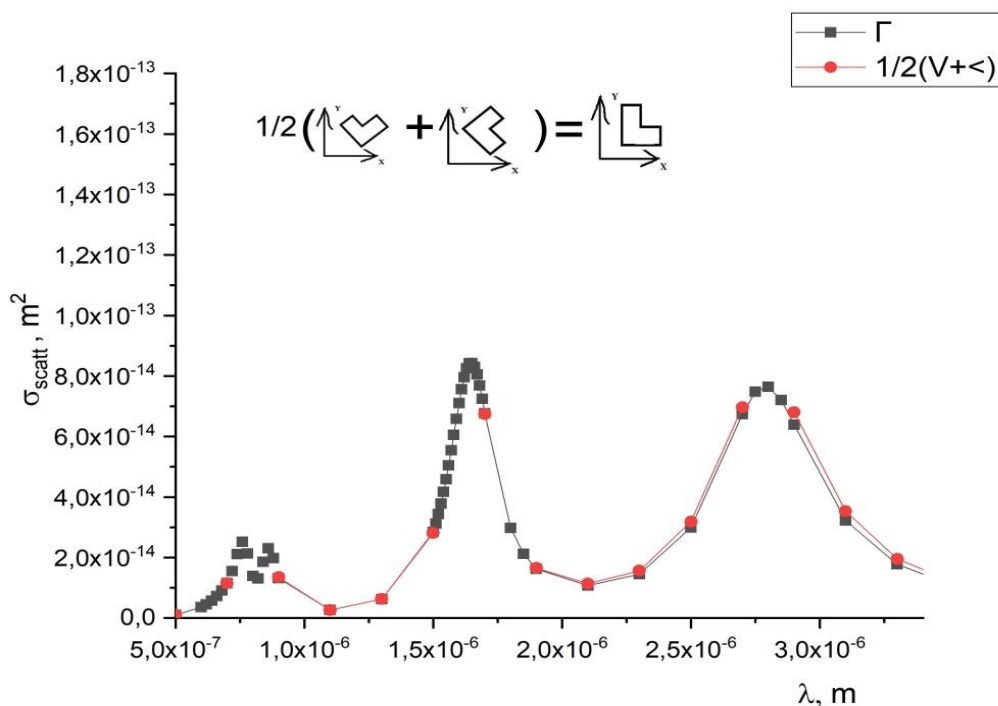 Γ
1/2(V+<)
1,8x10⁻¹³
1,6x10⁻¹³
1,4x10⁻¹³
1,2x10⁻¹³
1,0x10⁻¹³
8,0x10⁻¹⁴
6,0x10⁻¹⁴
4,0x10⁻¹⁴
2,0x10⁻¹⁴
0,0
σscatt, m²
1/2( + )=
Y X
Y X
Y X
5,0x10⁻⁷ 1,0x10⁻⁶ 1,5x10⁻⁶ 2,0x10⁻⁶ 2,5x10⁻⁶ 3,0x10⁻⁶
λ, m